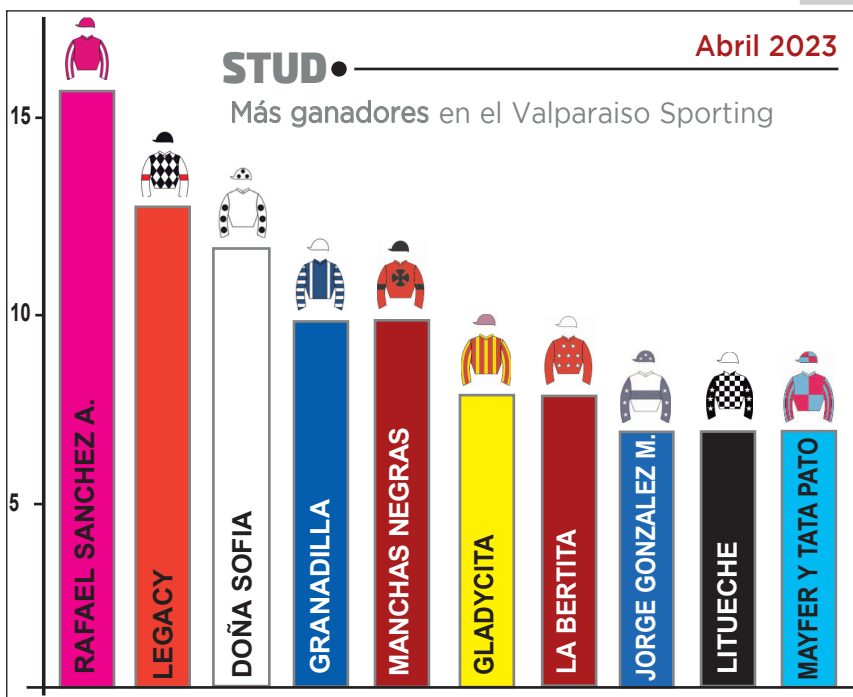 Abril 2023
STUD
Más ganadores en el Valparaiso Sporting
15
10
5
RAFAEL SANCHEZ A.
LEGACY
DOÑA SOFIA
GRANADILLA
MANCHAS NEGRAS
GLADYCITA
LA BERTITA
JORGE GONZALEZ M.
LITUECHE
MAYFER Y TATA PATO